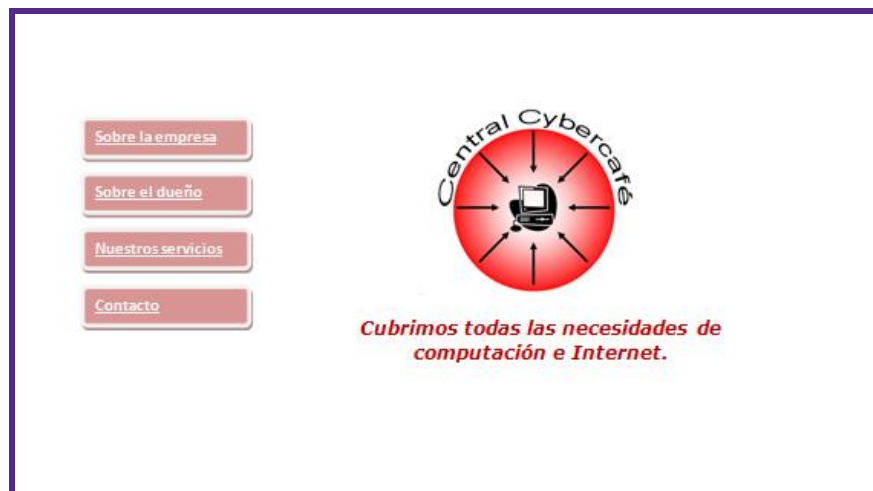 Sobre la empresa
Sobre el dueño
Nuestros servicios
Contacto
Central Cybercafé
Cubrimos todas las necesidades de
computación e Internet.